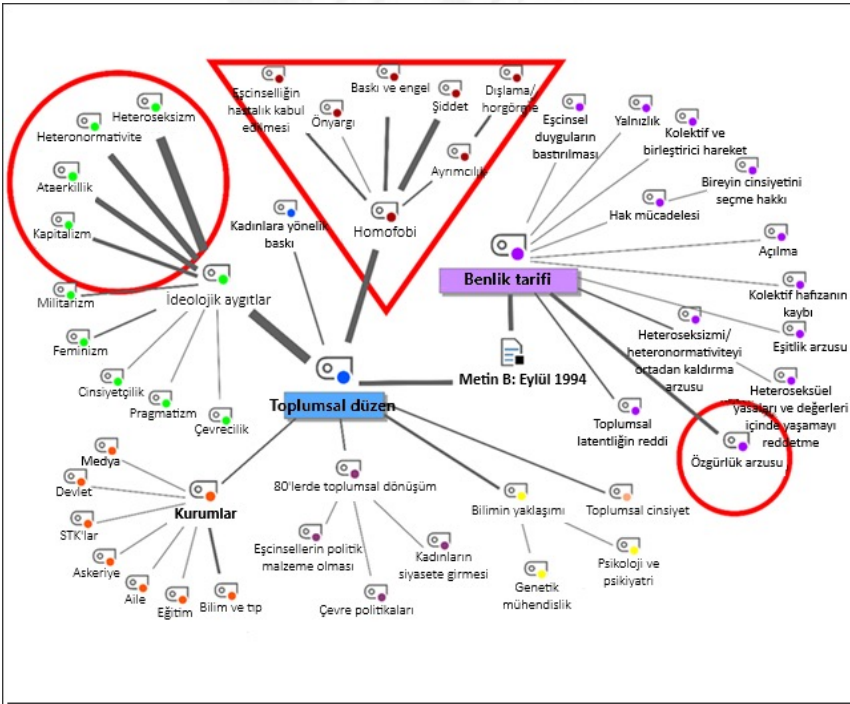 Heteroseksizm
Heteronormativite
Ataerkillik
Kapitalizm
Militarizm
Feminizm
Cinsiyetçilik
Pragmatizm
Çevrecilik
İdeolojik aygıtlar
Kadınlara yönelik
baskı
Eşcinselliğin
hastalık kabul
edilmesi
Önyargı
Baskı ve engel
Şiddet
Dışlama/
horgörme
Ayrımcılık
Homofobi
Eşcinsel
duyguların
bastırılması
Yalnızlık
Kolektif ve
birleştirici hareket
Bireyin cinsiyetini
seçme hakkı
Hak mücadelesi
Açılma
Kolektif hafızanın
kaybı
Benlik tarifi
Heteroseksizmi/
heteronormativiteyi
ortadan kaldırma
arzusu
Eşitlik arzusu
Heteroseksüel
yasaları ve değerleri
içinde yaşamayı
reddetme
Metin B: Eylül 1994
Toplumsal
latentliğin reddi
Özgürlük arzusu
Toplumsal düzen
Medya
Devlet
STK'lar
Askeriye
Aile
Eğitim
Bilim ve tıp
Kurumlar
80'lerde toplumsal dönüşüm
Eşcinsellerin politik
malzeme olması
Kadınların
siyasete girmesi
Çevre politikaları
Bilimin yaklaşımı
Toplumsal cinsiyet
Psikoloji ve
psikiyatri
Genetik
mühendislik